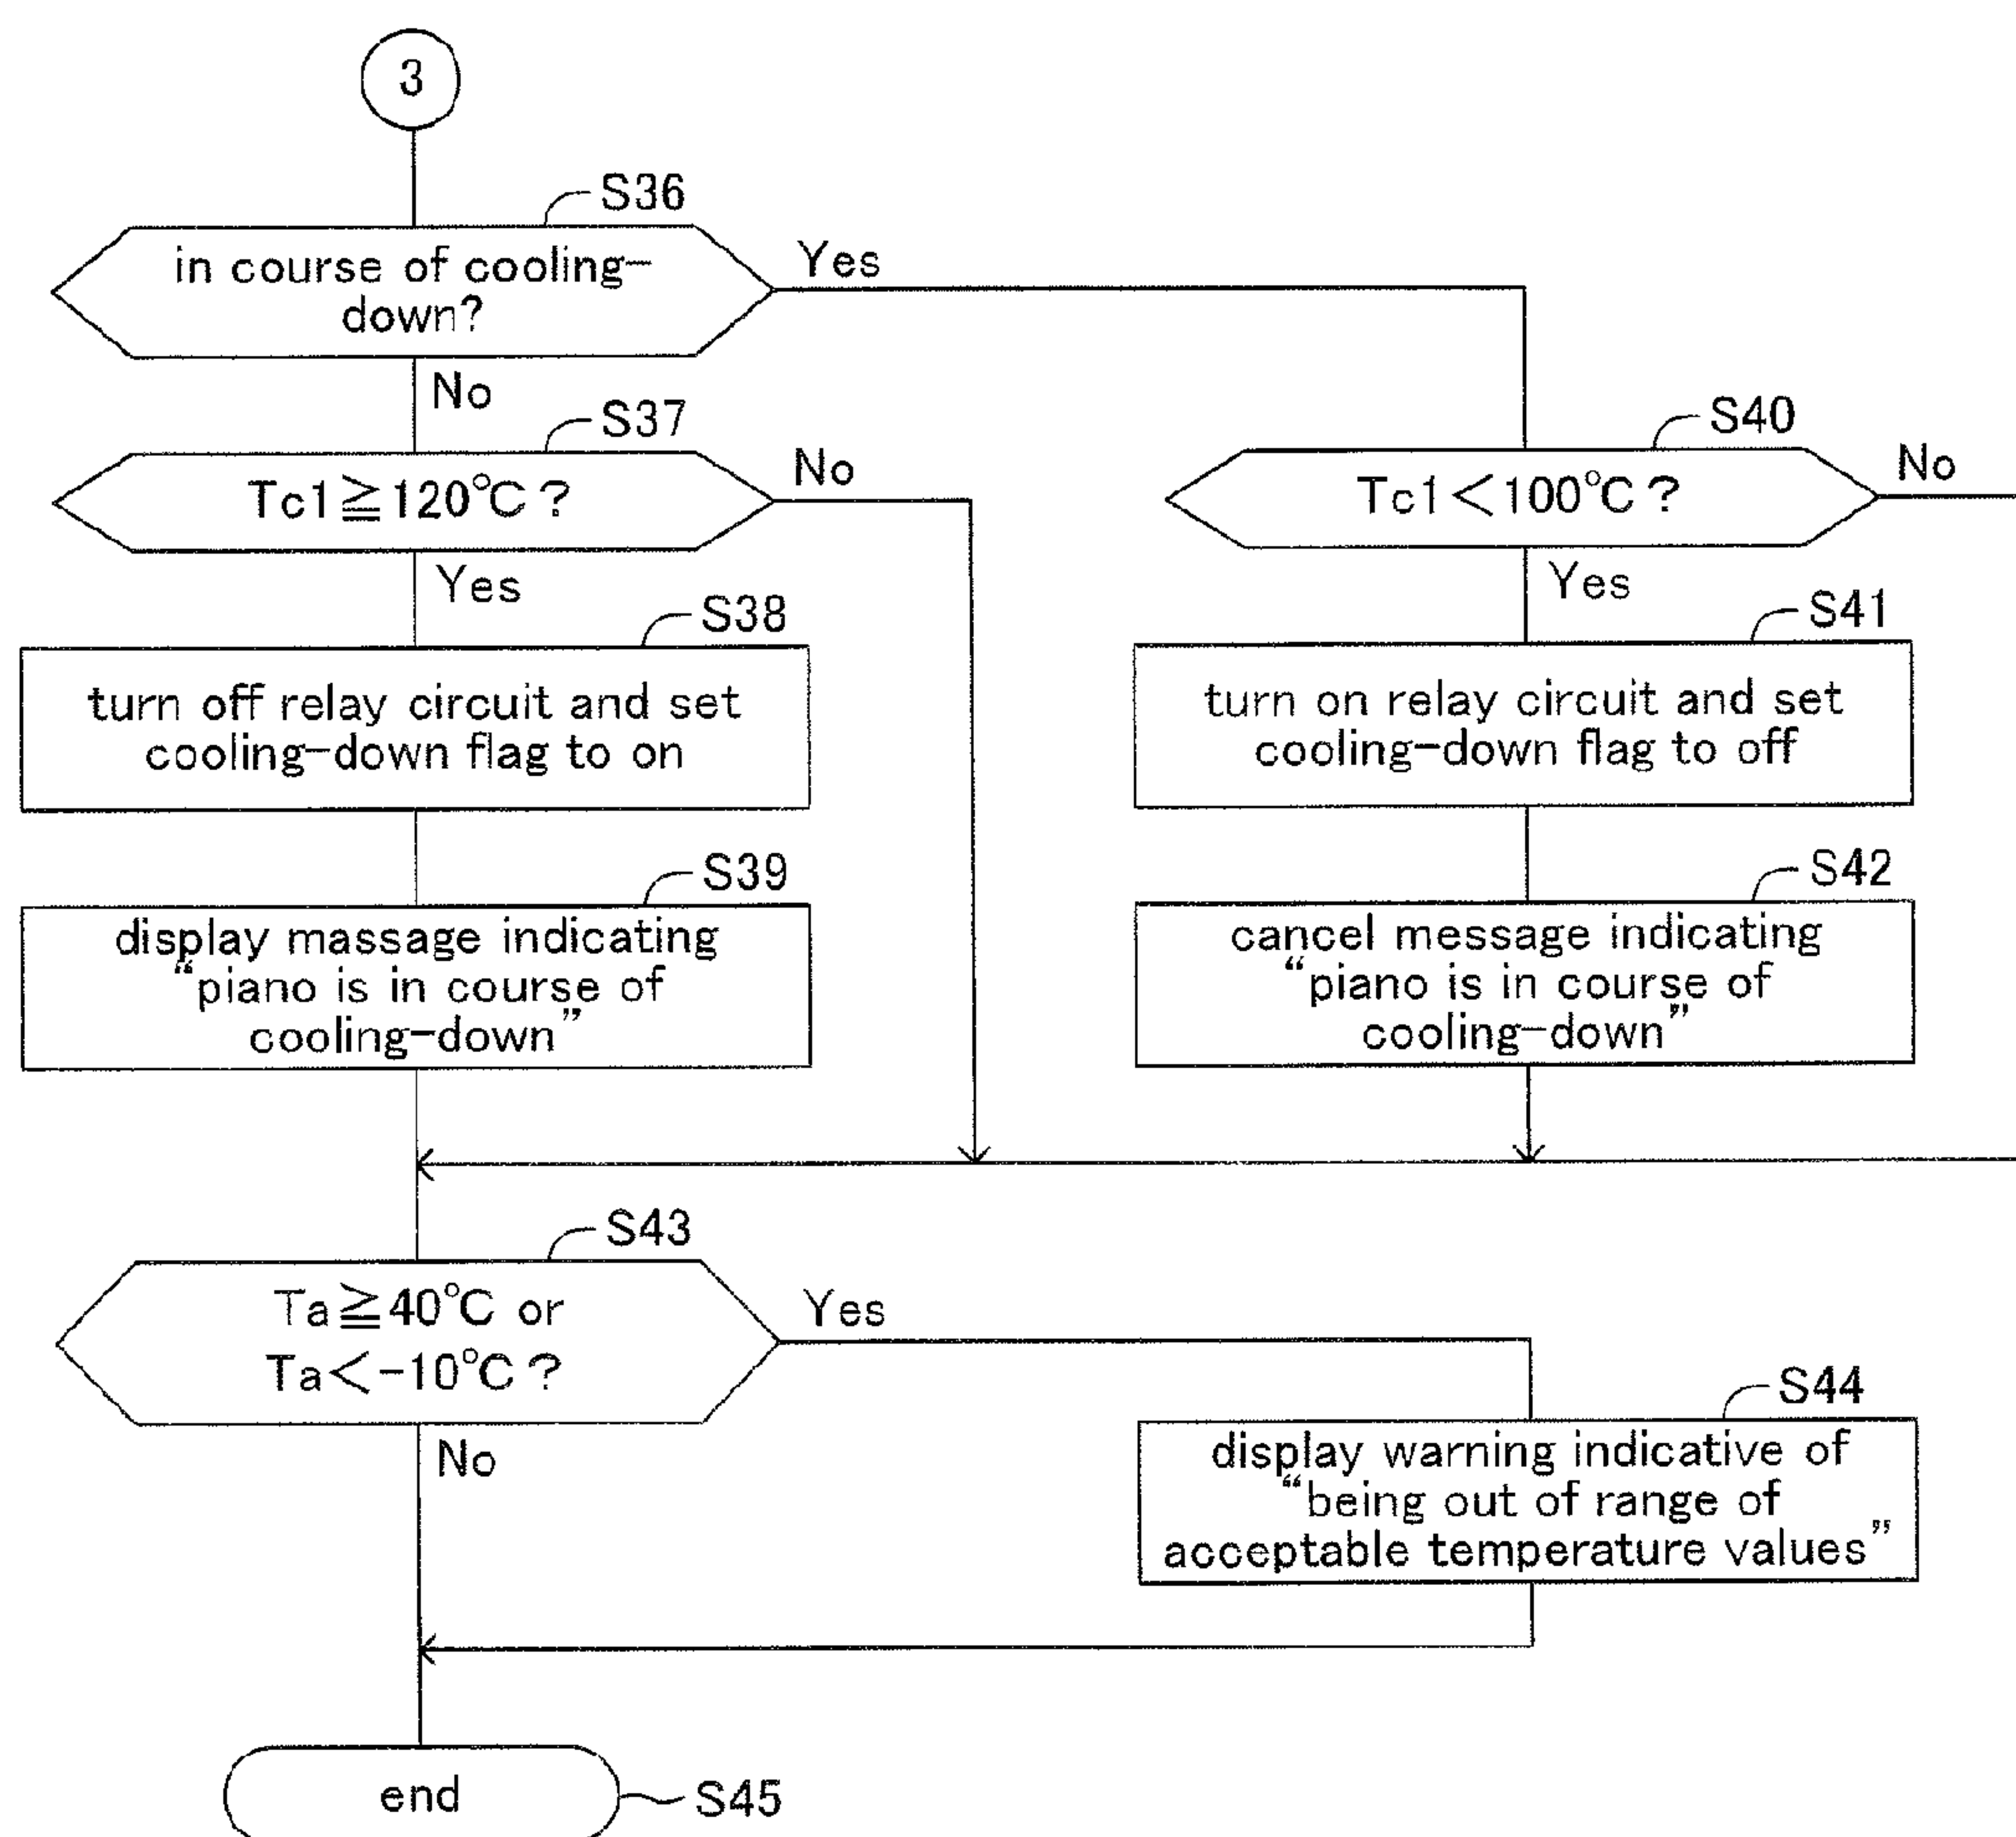 3
S36
in course of cooling-
down?
Yes
No
S37
Tc1≧120℃?
No
Yes
S40
Tc1<100℃?
No
Yes
S38
turn off relay circuit and set
cooling-down flag to on
S41
turn on relay circuit and set
cooling-down flag to off
S39
display massage indicating
“piano is in course of
cooling-down”
S42
cancel message indicating
“piano is in course of
cooling-down”
S43
Ta≧40℃ or
Ta<-10℃?
Yes
No
S44
display warning indicative of
“being out of range of
acceptable temperature values”
end
S45